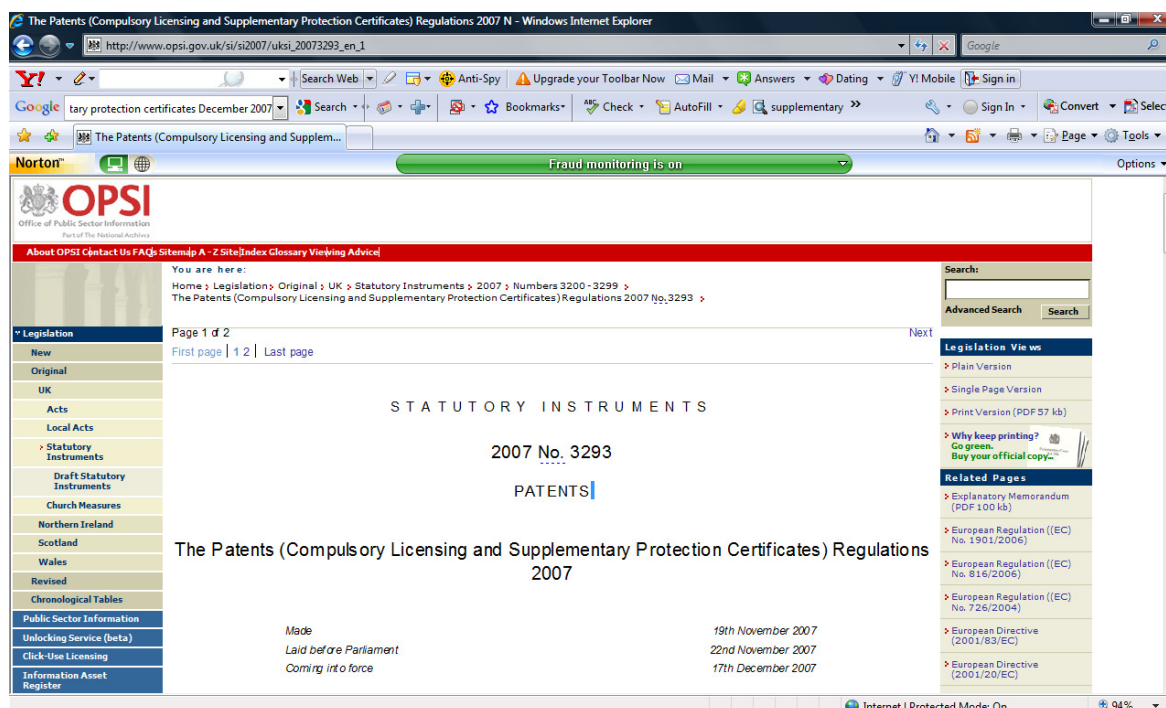 The Patents (Compulsory Licensing and Supplementary Protection Certificates) Regulations 2007 N - Windows Internet Explorer
http://www.opsi.gov.uk/si/si2007/uksi_20073293_en_1
Google
Y!
Search Web
Anti-Spy
Upgrade your Toolbar Now
Mail
Answers
Dating
Y! Mobile
Sign in
Google
tary protection certificates December 2007
Search
Bookmarks
Check
AutoFill
supplementary
Sign In
Convert
Selec
The Patents (Compulsory Licensing and Supplem...
Page
Tools
Norton
Fraud monitoring is on
Options
OPSI
Office of Public Sector Information
Part of The National Archives
About OPSI Contact Us FAQs Sitemap A - Z Site Index Glossary Viewing Advice
You are here:
Home › Legislation › Original › UK › Statutory Instruments › 2007 › Numbers 3200 - 3299 ›
The Patents (Compulsory Licensing and Supplementary Protection Certificates) Regulations 2007 No.3293 ›
Search:
Advanced Search
Search
Legislation
New
Original
UK
Acts
Local Acts
Statutory
Instruments
Draft Statutory
Instruments
Church Measures
Northern Ireland
Scotland
Wales
Revised
Chronological Tables
Public Sector Information
Unlocking Service (beta)
Click-Use Licensing
Information Asset
Register
Page 1 of 2
Next
First page | 1 2 | Last page
STATUTORY INSTRUMENTS
2007 No. 3293
PATENTS
The Patents (Compulsory Licensing and Supplementary Protection Certificates) Regulations
2007
Made 19th November 2007
Laid before Parliament 22nd November 2007
Coming into force 17th December 2007
Legislation Views
Plain Version
Single Page Version
Print Version (PDF 57 kb)
Why keep printing?
Go green.
Buy your official copy...
Related Pages
Explanatory Memorandum
(PDF 100 kb)
European Regulation ((EC)
No. 1901/2006)
European Regulation ((EC)
No. 816/2006)
European Regulation ((EC)
No. 726/2004)
European Directive
(2001/83/EC)
European Directive
(2001/20/EC)
Internet | Protected Mode: On
94%